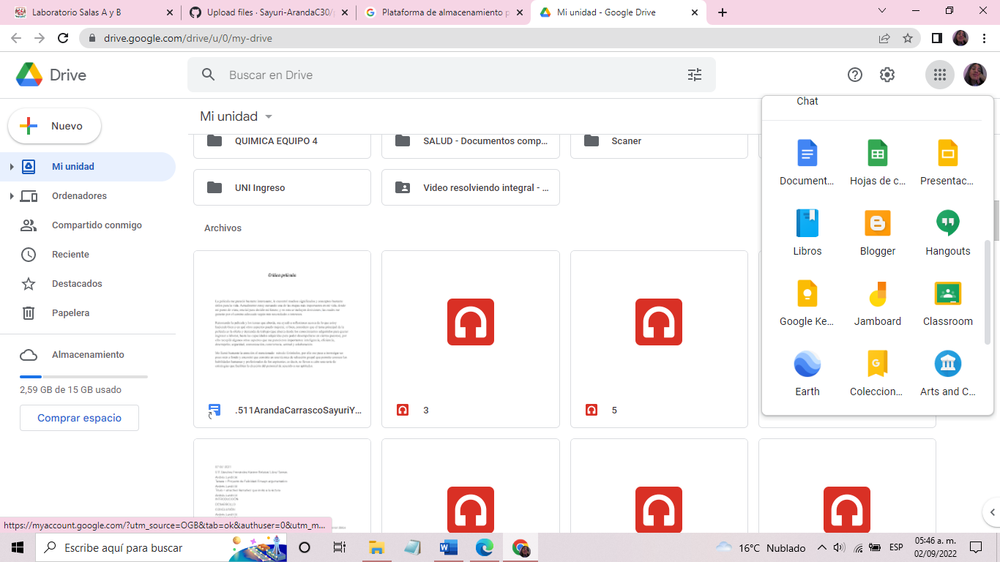 Laboratorio Salas A y B
Upload files · Sayuri-ArandaC30/
Plataforma de almacenamiento p
Mi unidad - Google Drive
drive.google.com/drive/u/0/my-drive
Drive
Buscar en Drive
Nuevo
Mi unidad
Ordenadores
Compartido conmigo
Reciente
Destacados
Papelera
Almacenamiento
2,59 GB de 15 GB usado
Comprar espacio
Mi unidad
QUIMICA EQUIPO 4
SALUD - Documentos comp...
Scaner
UNI Ingreso
Video resolviendo integral - ...
Archivos
Crítica película
.511ArandaCarrascoSayuriY...
3
5
Chat
Document...
Hojas de c...
Presentac...
Libros
Blogger
Hangouts
Google Ke...
Jamboard
Classroom
Earth
Coleccion...
Arts and C...
INTRODUCCIÓN
DESARROLLO
https://myaccount.google.com/?utm_source=OGB&tab=ok&authuser=0&utm_m...
Escribe aquí para buscar
16°C Nublado
ESP
05:46 a. m.
02/09/2022